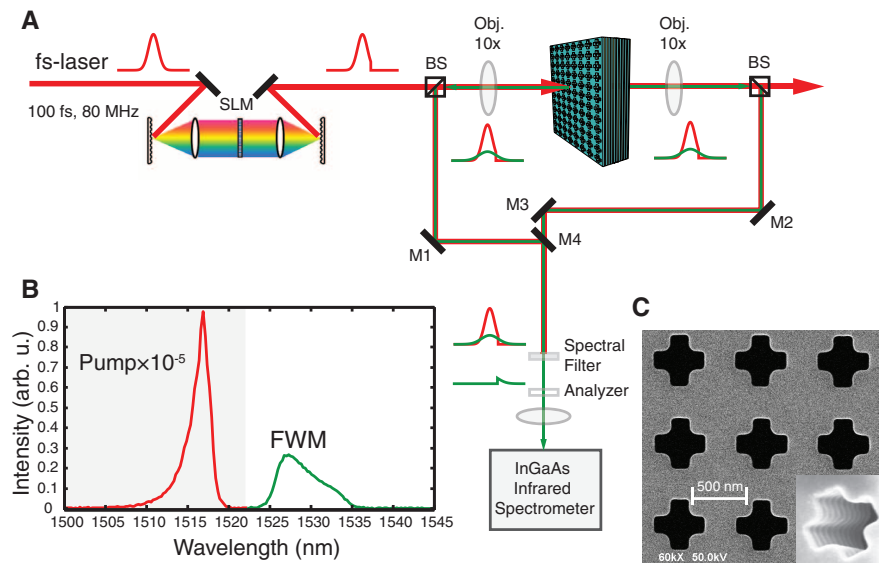 A
fs-laser
100 fs, 80 MHz
SLM
BS
Obj.
10x
Obj.
10x
BS
M1
M3
M4
M2
Spectral
Filter
Analyzer
InGaAs
Infrared
Spectrometer
B
Intensity (arb. u.)
1
0.9
0.8
0.7
0.6
0.5
0.4
0.3
0.2
0.1
0
Pump×10⁻⁵
FWM
1500 1510 1515 1520 1525 1530 1535 1540 1545
Wavelength (nm)
C
500 nm
60kX 50.0kV